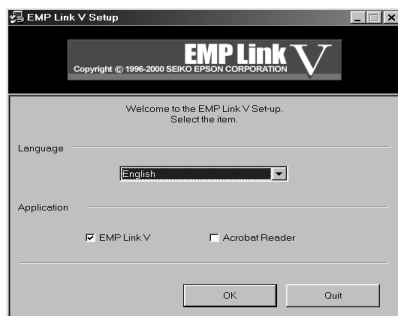 EMP Link V Setup
EMP Link V
Copyright © 1996-2000 SEIKO EPSON CORPORATION
Welcome to the EMP Link V Set-up.
Select the item.
Language
English
Application
EMP Link V
Acrobat Reader
OK
Quit